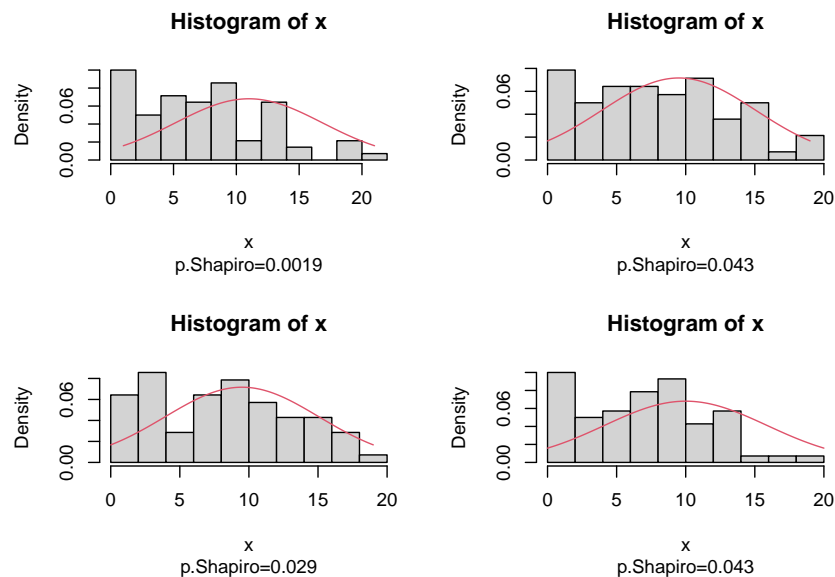 Histogram of x
Density
0.00 0.06
0 5 10 15 20
x
p.Shapiro=0.0019
Histogram of x
Density
0.00 0.06
0 5 10 15 20
x
p.Shapiro=0.043
Histogram of x
Density
0.00 0.06
0 5 10 15 20
x
p.Shapiro=0.029
Histogram of x
Density
0.00 0.06
0 5 10 15 20
x
p.Shapiro=0.043